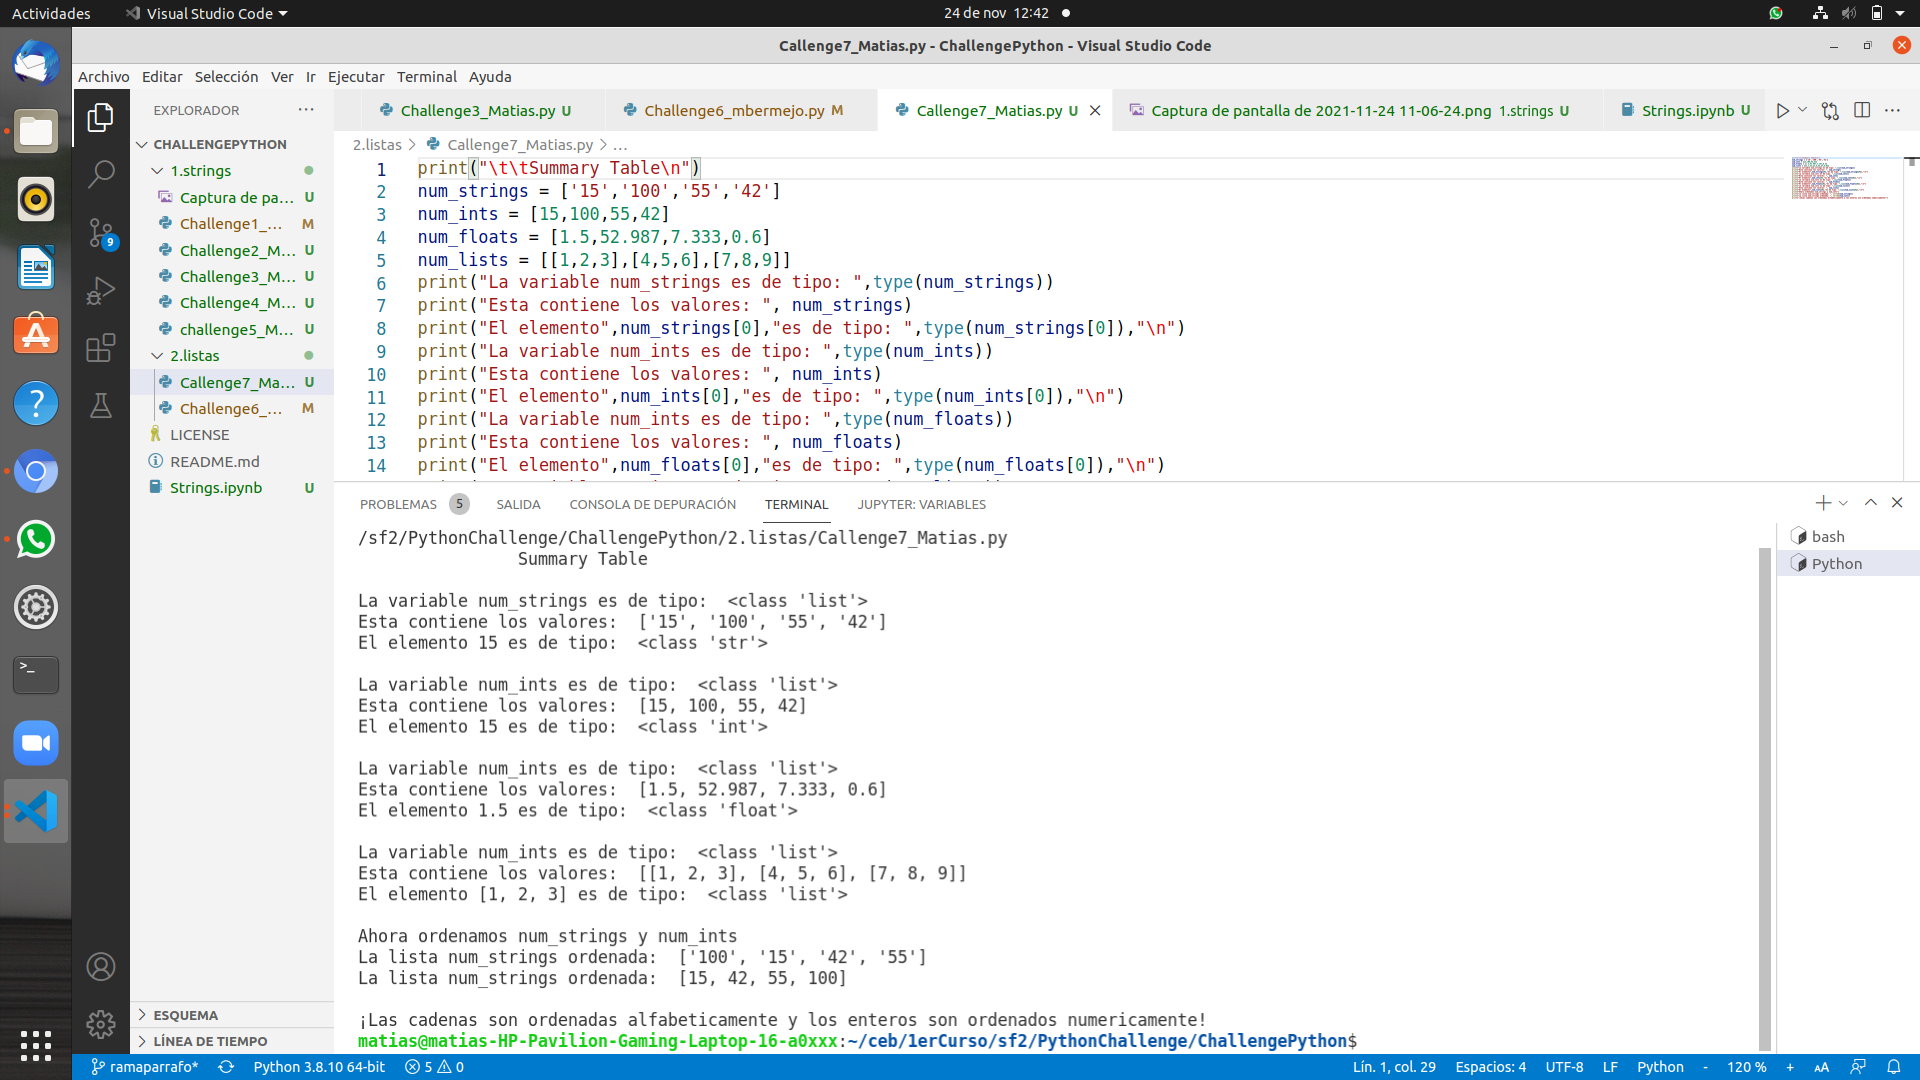 Actividades
Visual Studio Code
24 de nov 12:42
Callenge7_Matias.py - ChallengePython - Visual Studio Code
Archivo Editar Selección Ver Ir Ejecutar Terminal Ayuda
EXPLORADOR
CHALLENGEPYTHON
1.strings
Captura de pa... U
Challenge1_... M
Challenge2_M... U
Challenge3_M... U
Challenge4_M... U
challenge5_M... U
2.listas
Callenge7_Ma... U
Challenge6_... M
LICENSE
README.md
Strings.ipynb U
ESQUEMA
LÍNEA DE TIEMPO
9
Challenge3_Matias.py U
Challenge6_mbermejo.py M
Callenge7_Matias.py U
Captura de pantalla de 2021-11-24 11-06-24.png 1.strings U
Strings.ipynb U
2.listas > Callenge7_Matias.py > ...
1 print("\t\tSummary Table\n")
2 num_strings = ['15','100','55','42']
3 num_ints = [15,100,55,42]
4 num_floats = [1.5,52.987,7.333,0.6]
5 num_lists = [[1,2,3],[4,5,6],[7,8,9]]
6 print("La variable num_strings es de tipo: ",type(num_strings))
7 print("Esta contiene los valores: ", num_strings)
8 print("El elemento",num_strings[0],"es de tipo: ",type(num_strings[0]),"\n")
9 print("La variable num_ints es de tipo: ",type(num_ints))
10 print("Esta contiene los valores: ", num_ints)
11 print("El elemento",num_ints[0],"es de tipo: ",type(num_ints[0]),"\n")
12 print("La variable num_ints es de tipo: ",type(num_floats))
13 print("Esta contiene los valores: ", num_floats)
14 print("El elemento",num_floats[0],"es de tipo: ",type(num_floats[0]),"\n")
PROBLEMAS 5 SALIDA CONSOLA DE DEPURACIÓN TERMINAL JUPYTER: VARIABLES
bash
Python
/sf2/PythonChallenge/ChallengePython/2.listas/Callenge7_Matias.py
Summary Table
La variable num_strings es de tipo:  <class 'list'>
Esta contiene los valores:  ['15', '100', '55', '42']
El elemento 15 es de tipo:  <class 'str'>
La variable num_ints es de tipo:  <class 'list'>
Esta contiene los valores:  [15, 100, 55, 42]
El elemento 15 es de tipo:  <class 'int'>
La variable num_ints es de tipo:  <class 'list'>
Esta contiene los valores:  [1.5, 52.987, 7.333, 0.6]
El elemento 1.5 es de tipo:  <class 'float'>
La variable num_ints es de tipo:  <class 'list'>
Esta contiene los valores:  [[1, 2, 3], [4, 5, 6], [7, 8, 9]]
El elemento [1, 2, 3] es de tipo:  <class 'list'>
Ahora ordenamos num_strings y num_ints
La lista num_strings ordenada:  ['100', '15', '42', '55']
La lista num_strings ordenada:  [15, 42, 55, 100]
¡Las cadenas son ordenadas alfabeticamente y los enteros son ordenados numericamente!
matias@matias-HP-Pavilion-Gaming-Laptop-16-a0xxx:~/ceb/1erCurso/sf2/PythonChallenge/ChallengePython$
ramaparrafo* Python 3.8.10 64-bit 5 0
Lín. 1, col. 29 Espacios: 4 UTF-8 LF Python - 120 % + AA